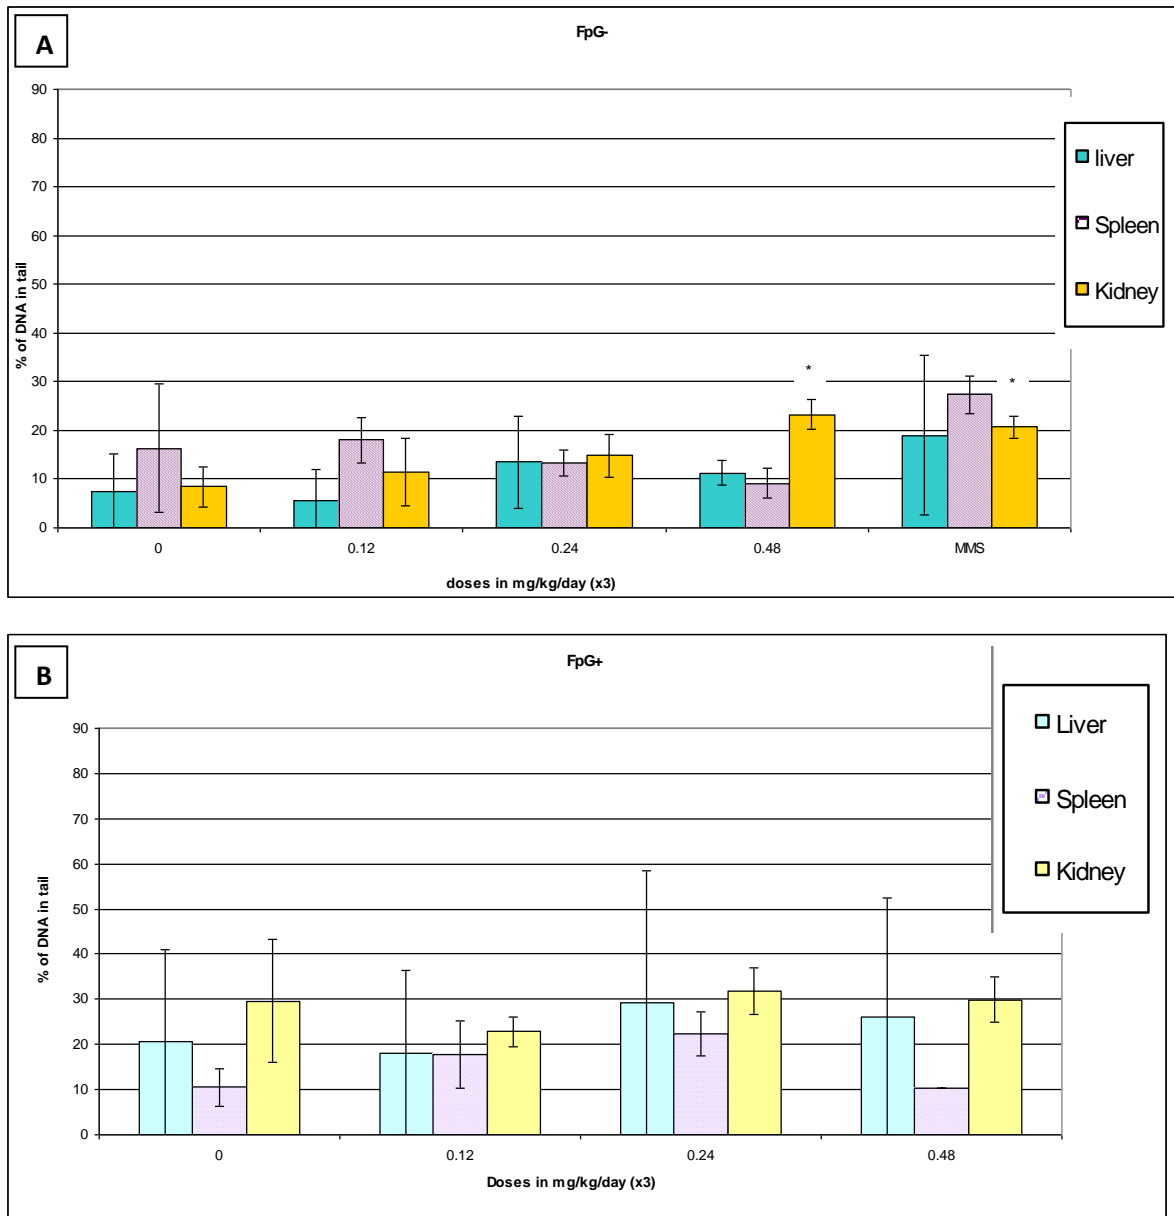 A
FpG-
90
80
70
60
50
40
30
20
10
0
% of DNA in tail
*
*
0 0.12 0.24 0.48 MMS
doses in mg/kg/day (x3)
liver
Spleen
Kidney
B
FpG+
90
80
70
60
50
40
30
20
10
0
% of DNA in tail
0 0.12 0.24 0.48
Doses in mg/kg/day (x3)
Liver
Spleen
Kidney